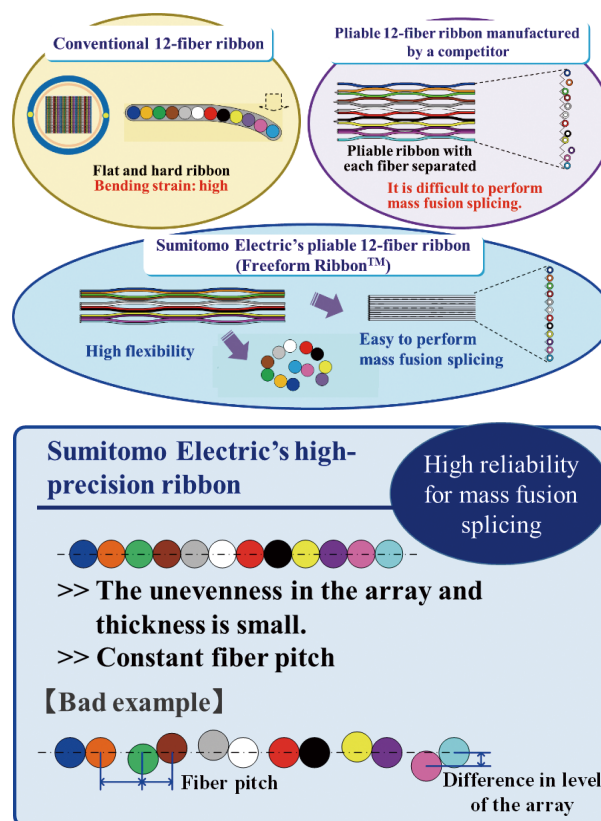 Conventional 12-fiber ribbon
Flat and hard ribbon
Bending strain: high
Pliable 12-fiber ribbon manufactured
by a competitor
Pliable ribbon with
each fiber separated
It is difficult to perform
mass fusion splicing.
Sumitomo Electric's pliable 12-fiber ribbon
(Freeform Ribbon™)
High flexibility
Easy to perform
mass fusion splicing
Sumitomo Electric's high-
precision ribbon
High reliability
for mass fusion
splicing
>> The unevenness in the array and
thickness is small.
>> Constant fiber pitch
【Bad example】
Fiber pitch
Difference in level
of the array